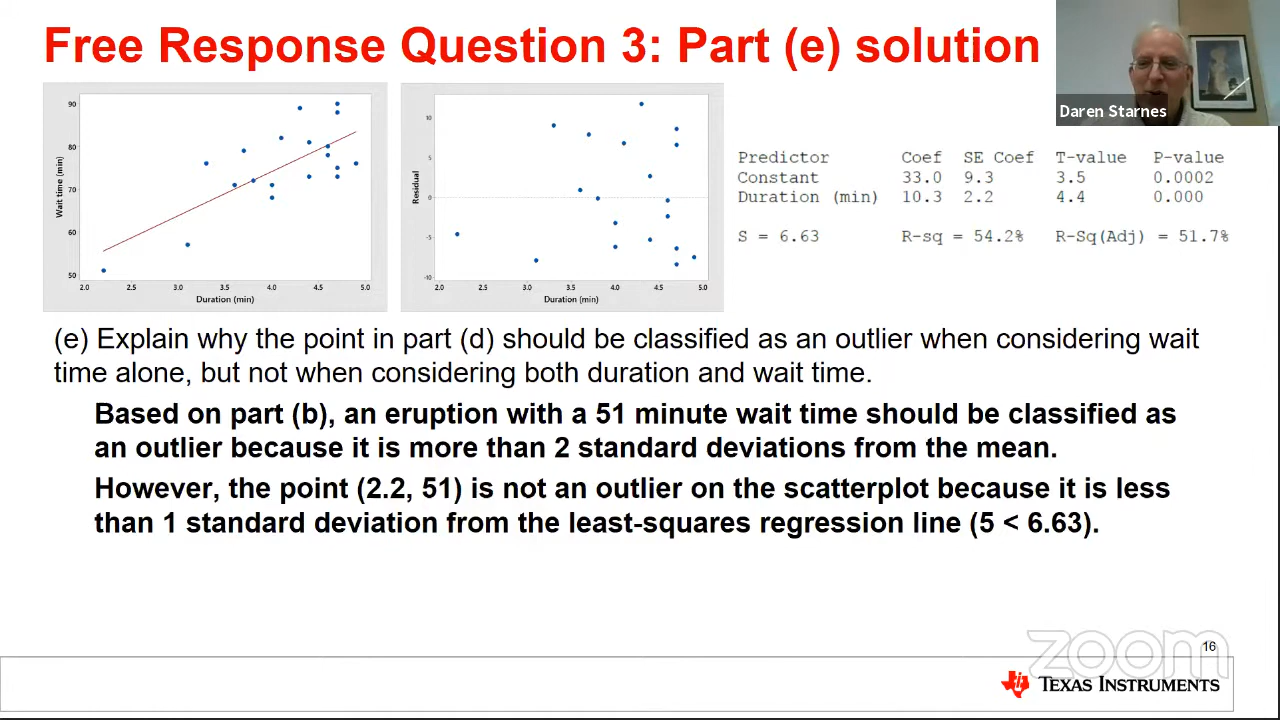 Free Response Question 3: Part (e) solution
Daren Starnes
90
80
70
60
50
Wait time (min)
2.0 2.5 3.0 3.5 4.0 4.5 5.0
Duration (min)
10
5
0
-5
-10
Residual
2.0 2.5 3.0 3.5 4.0 4.5 5.0
Duration (min)
Predictor Coef SE Coef T-value P-value
Constant 33.0 9.3 3.5 0.0002
Duration (min) 10.3 2.2 4.4 0.000
S = 6.63 R-sq = 54.2% R-Sq(Adj) = 51.7%
(e) Explain why the point in part (d) should be classified as an outlier when considering wait
time alone, but not when considering both duration and wait time.
Based on part (b), an eruption with a 51 minute wait time should be classified as
an outlier because it is more than 2 standard deviations from the mean.
However, the point (2.2, 51) is not an outlier on the scatterplot because it is less
than 1 standard deviation from the least-squares regression line (5 < 6.63).
zoom
16
TEXAS INSTRUMENTS